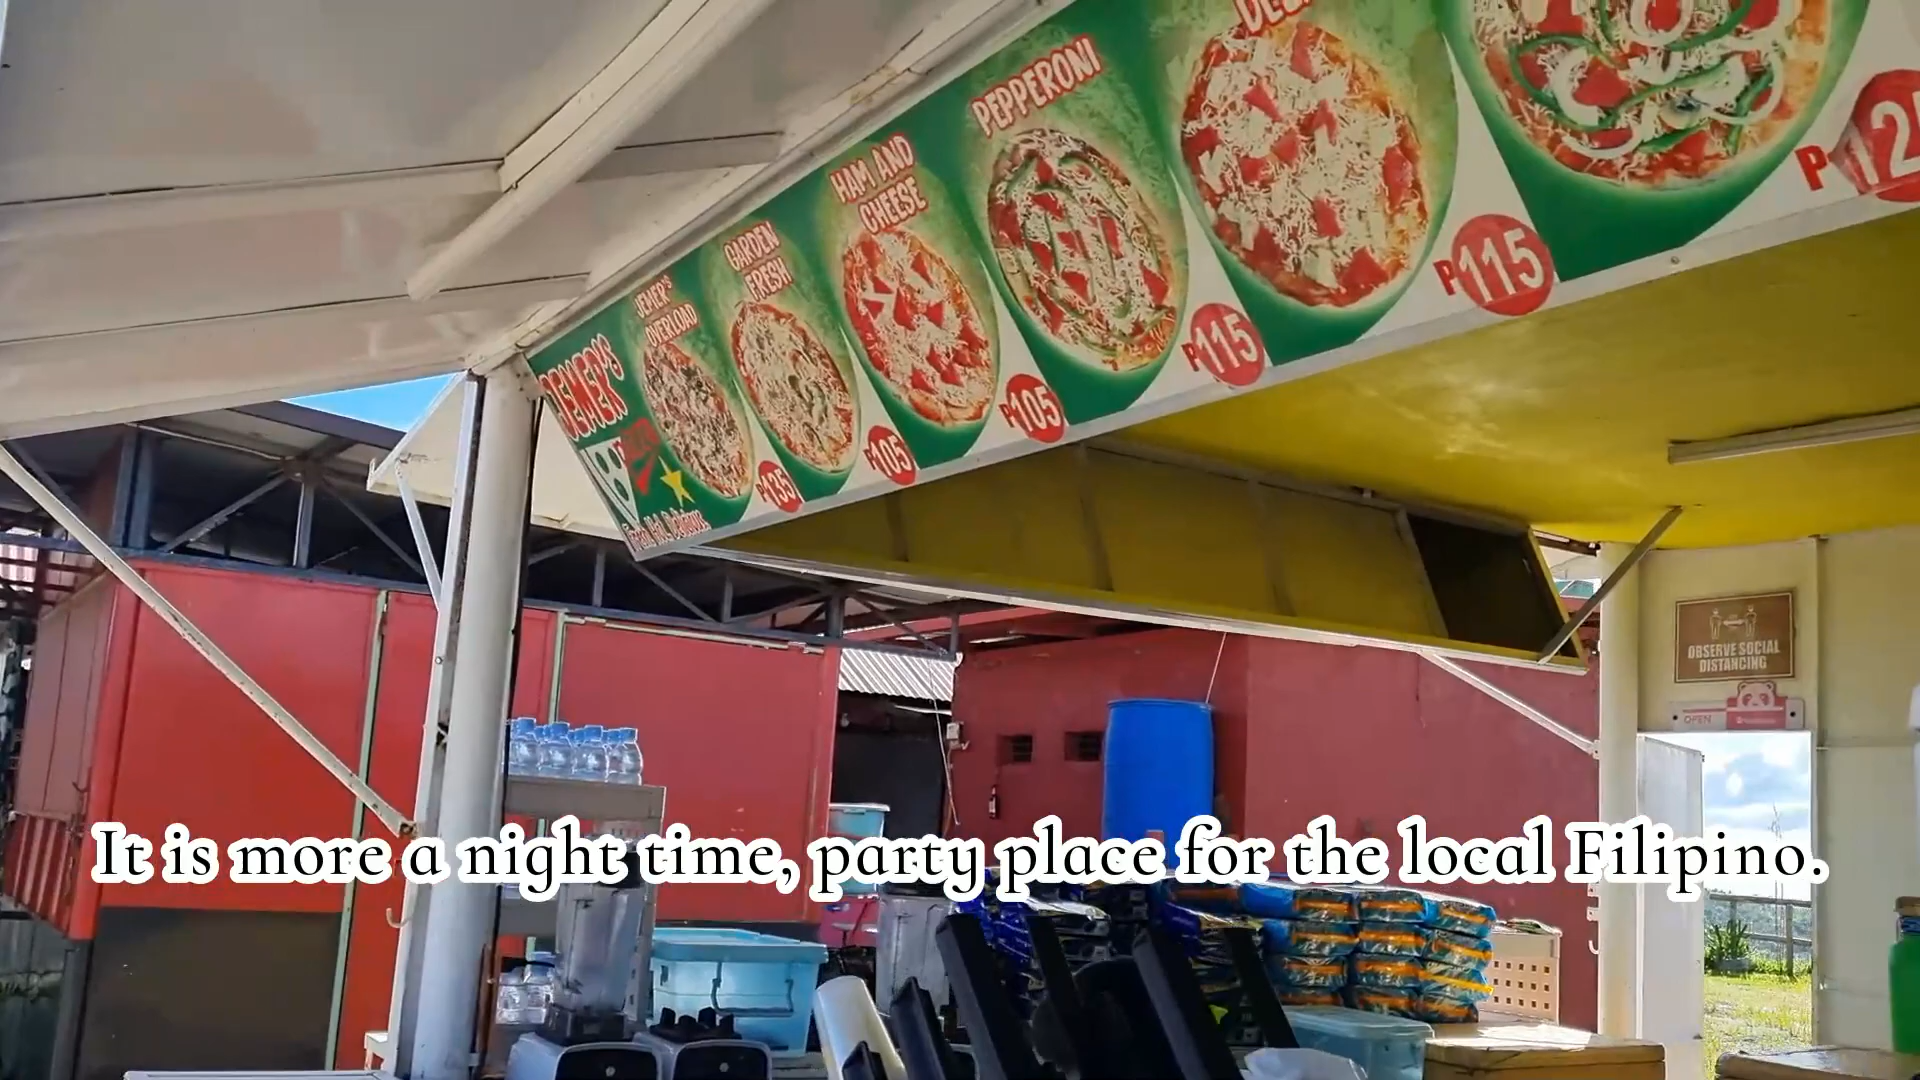 PEPPERONI
HAM AND
CHEESE
GARDEN
FRESH
JEMER'S
OVERLOAD
JEMER'S
P135
P105
P105
P115
P115
OBSERVE SOCIAL
DISTANCING
OPEN
It is more a night time, party place for the local Filipino.